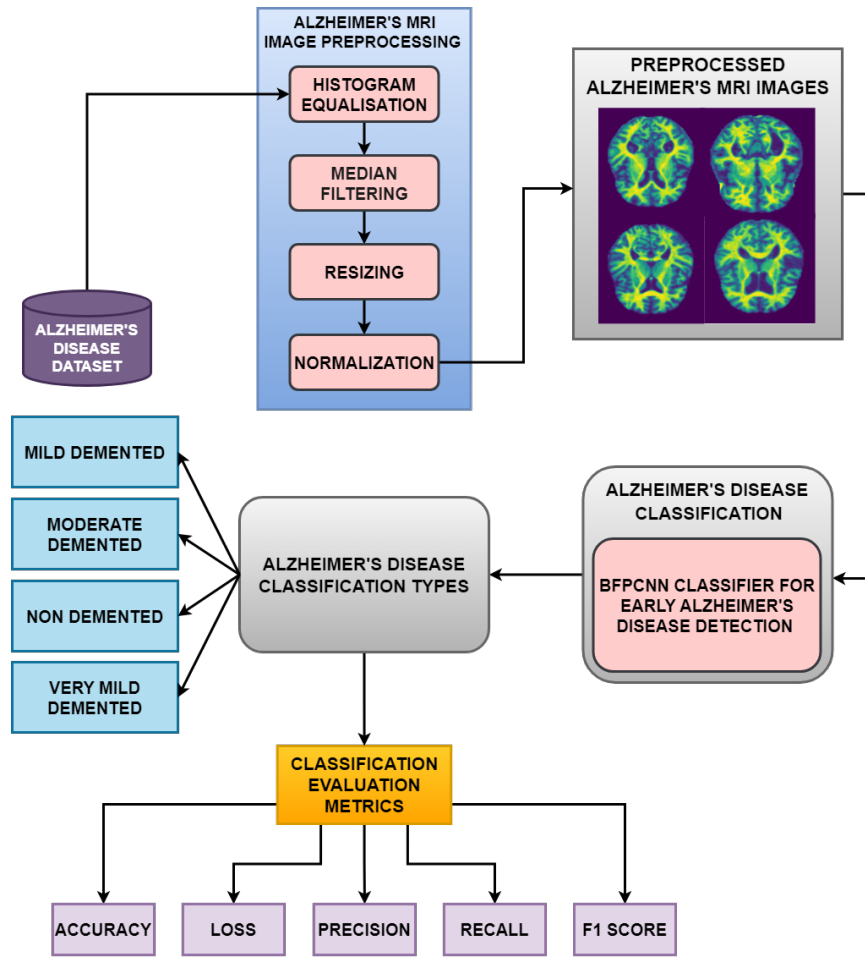 ALZHEIMER'S MRI
IMAGE PREPROCESSING
HISTOGRAM
EQUALISATION
MEDIAN
FILTERING
RESIZING
NORMALIZATION
ALZHEIMER'S
DISEASE
DATASET
PREPROCESSED
ALZHEIMER'S MRI IMAGES
ALZHEIMER'S DISEASE
CLASSIFICATION
BFPCNN CLASSIFIER FOR
EARLY ALZHEIMER'S
DISEASE DETECTION
ALZHEIMER'S DISEASE
CLASSIFICATION TYPES
MILD DEMENTED
MODERATE
DEMENTED
NON DEMENTED
VERY MILD
DEMENTED
CLASSIFICATION
EVALUATION
METRICS
ACCURACY
LOSS
PRECISION
RECALL
F1 SCORE